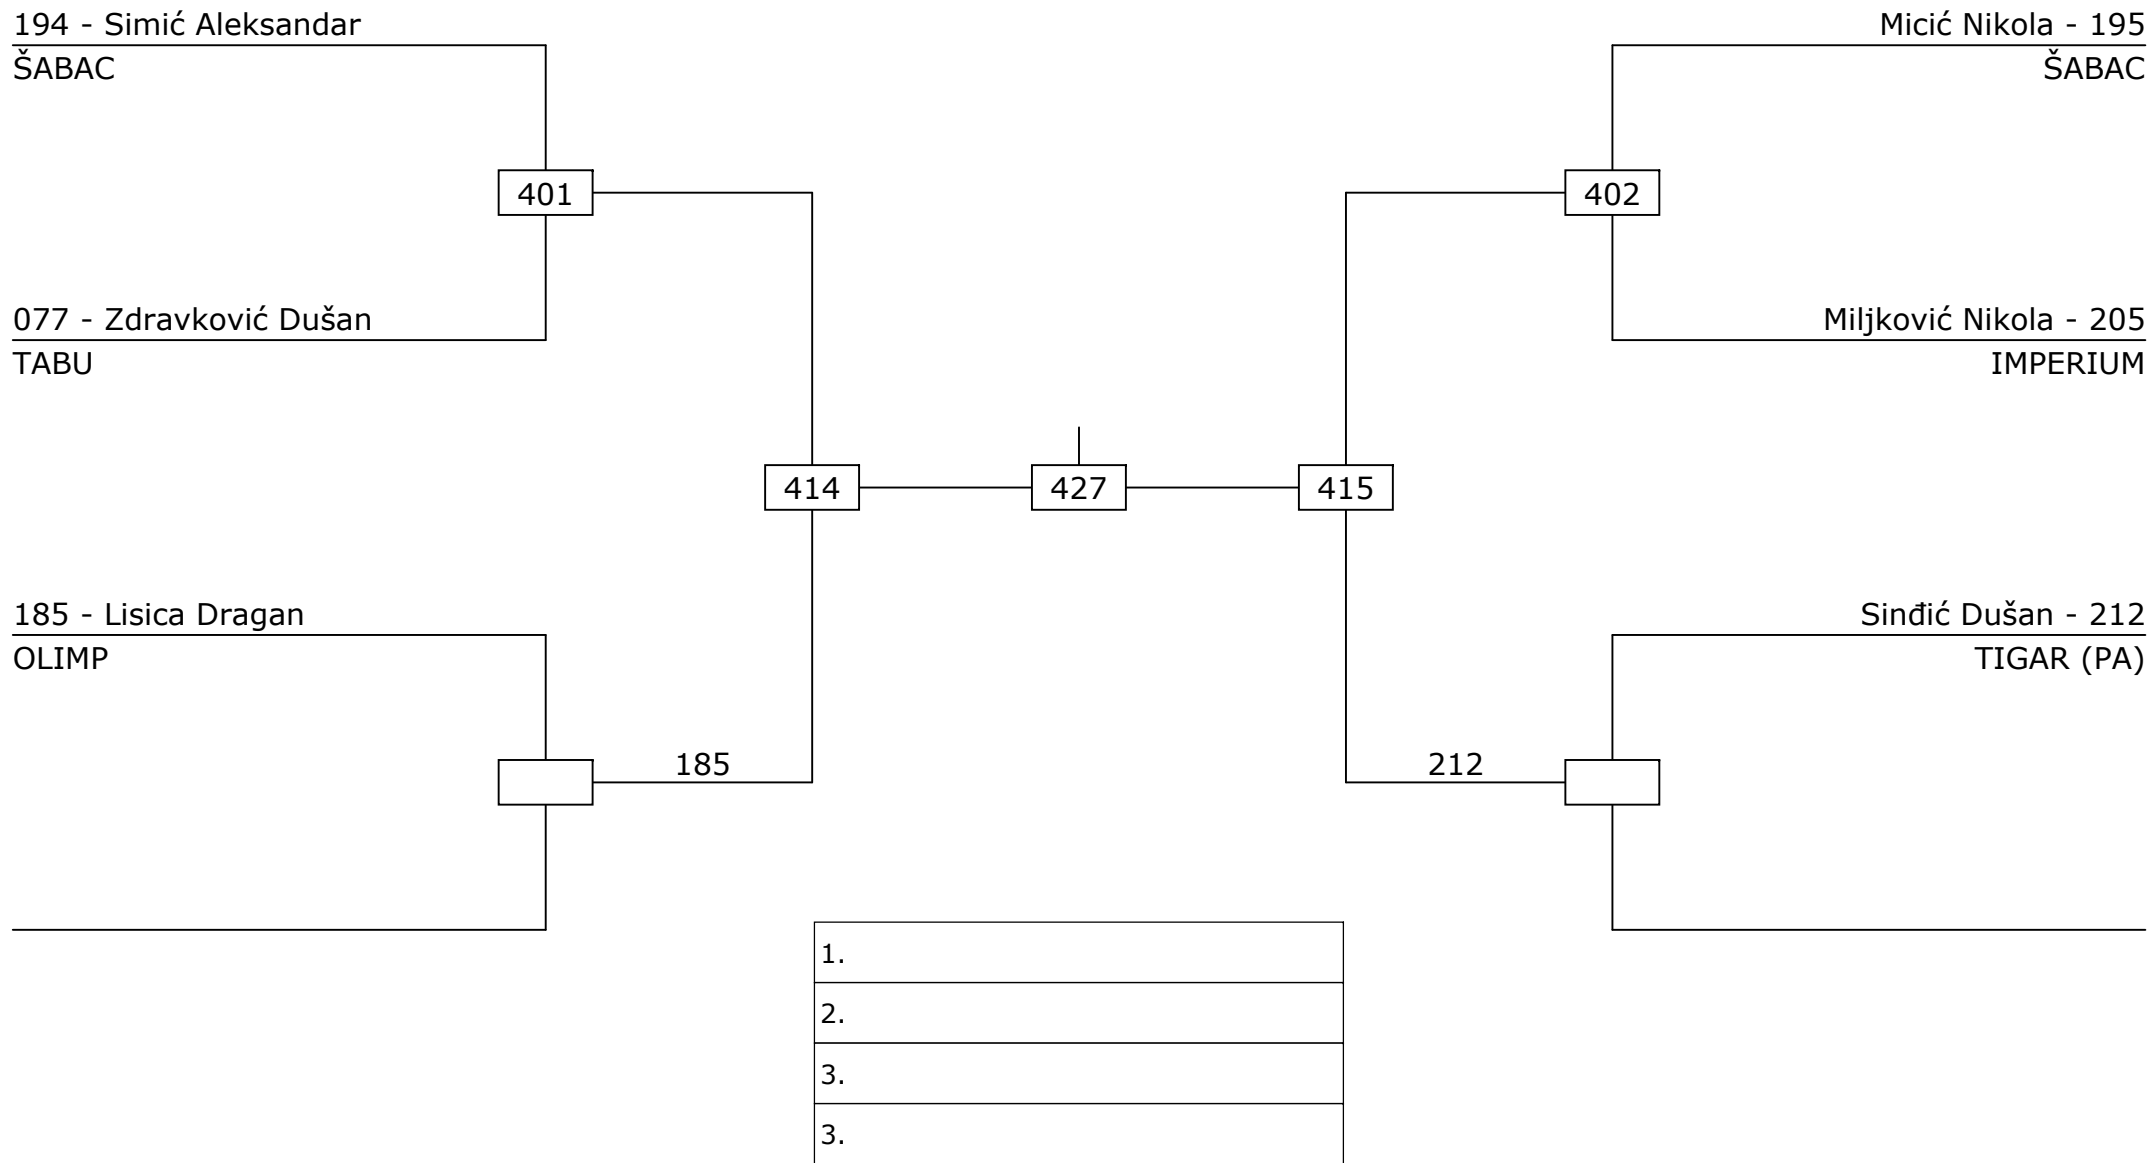 194 - Simić Aleksandar
ŠABAC
Micić Nikola - 195
ŠABAC
401
402
077 - Zdravković Dušan
TABU
Miljković Nikola - 205
IMPERIUM
414
427
415
185 - Lisica Dragan
OLIMP
Sinđić Dušan - 212
TIGAR (PA)
185
212
1.
2.
3.
3.